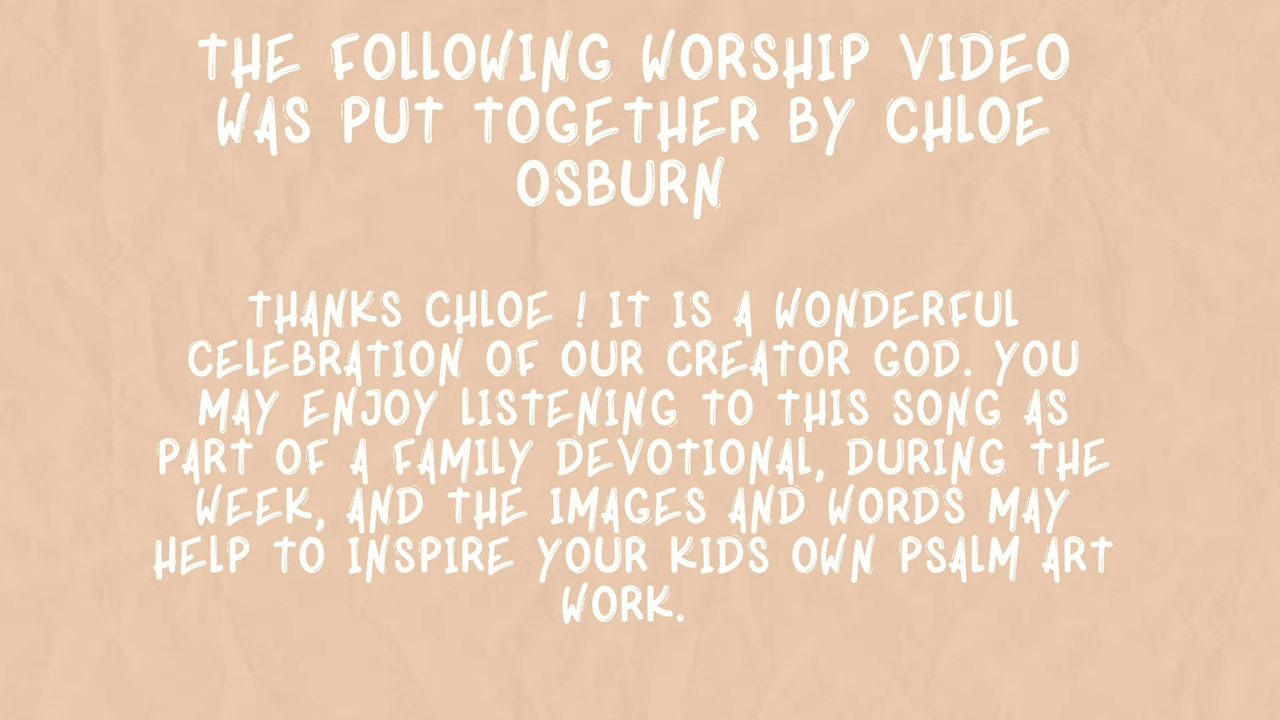 THE FOLLOWING WORSHIP VIDEO
WAS PUT TOGETHER BY CHLOE
OSBURN
THANKS CHLOE ! IT IS A WONDERFUL
CELEBRATION OF OUR CREATOR GOD. YOU
MAY ENJOY LISTENING TO THIS SONG AS
PART OF A FAMILY DEVOTIONAL, DURING THE
WEEK, AND THE IMAGES AND WORDS MAY
HELP TO INSPIRE YOUR KIDS OWN PSALM ART
WORK.